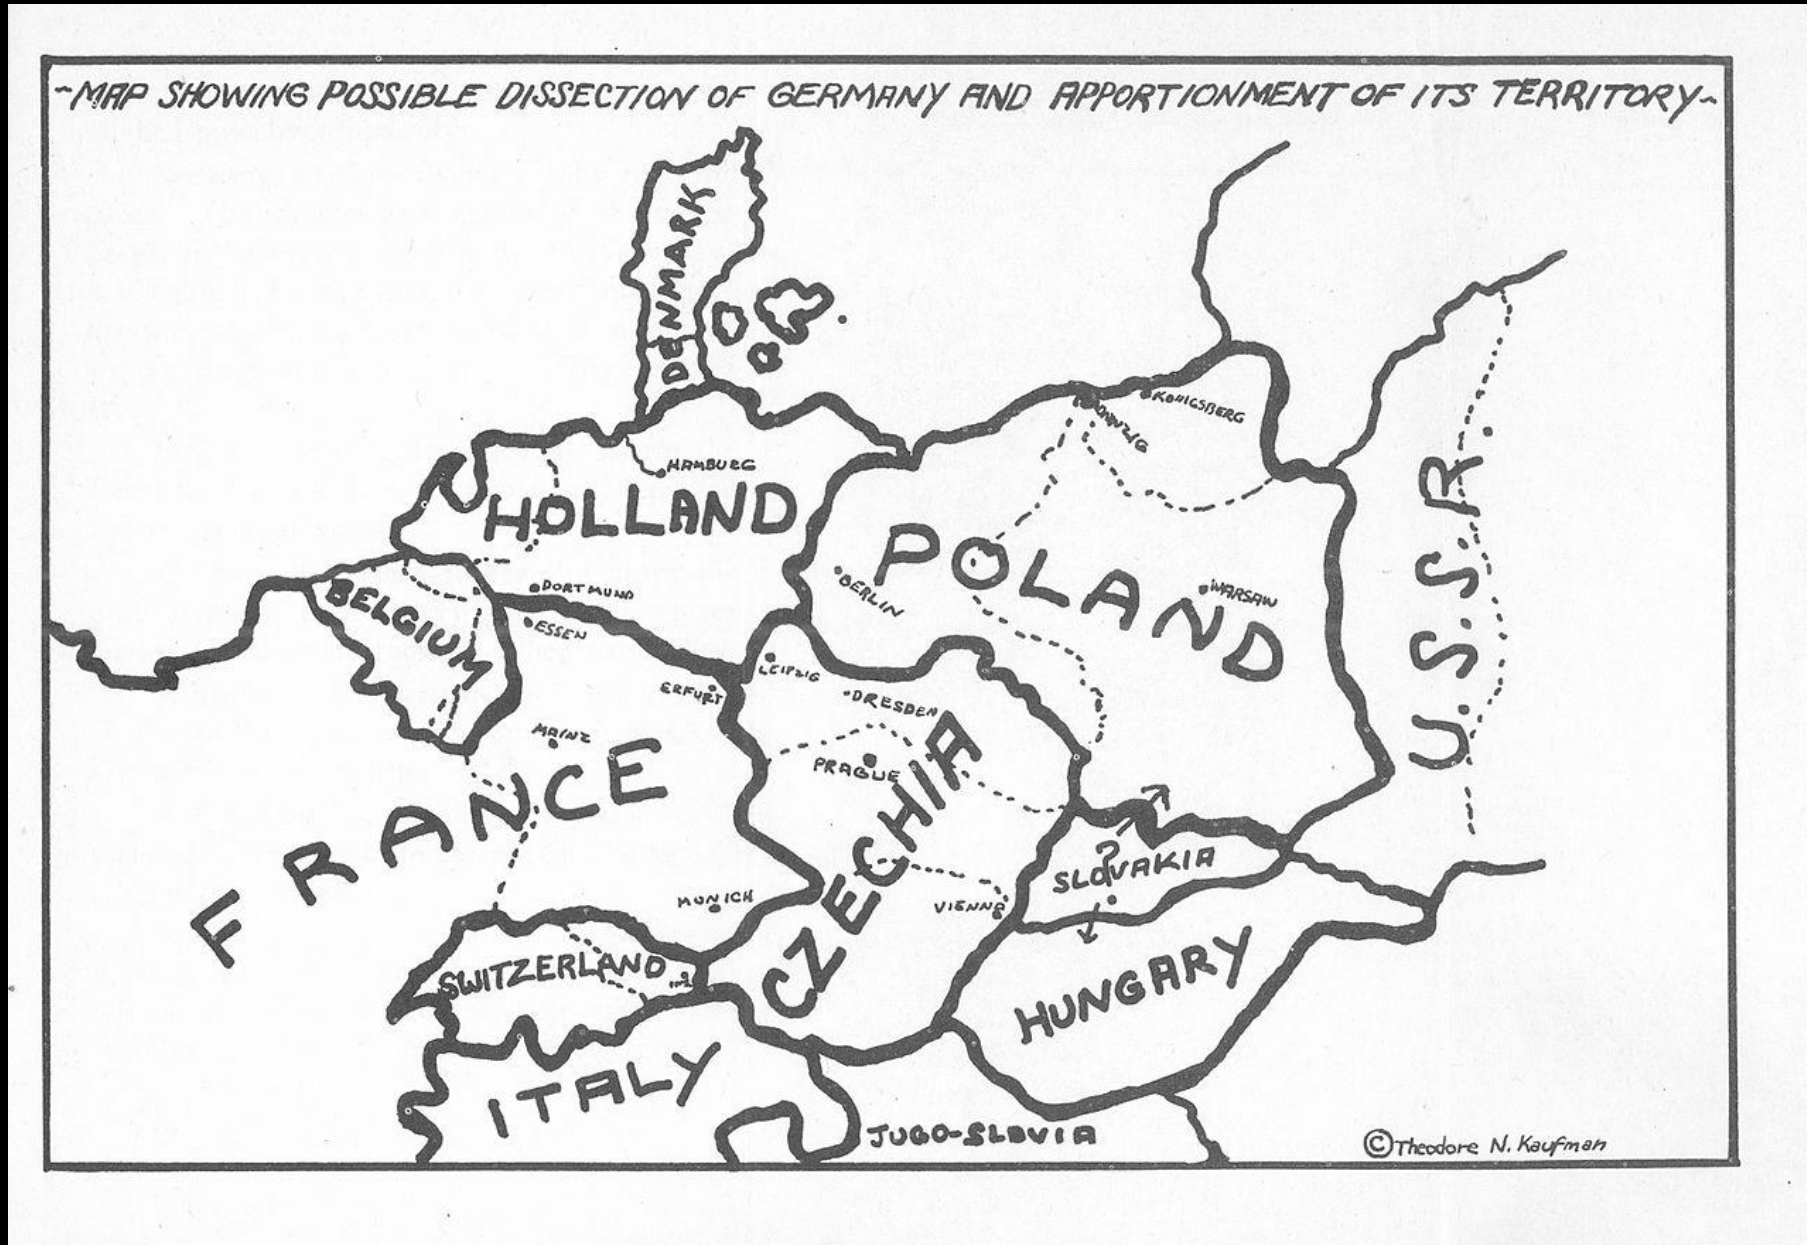 ~MAP SHOWING POSSIBLE DISSECTION OF GERMANY AND APPORTIONMENT OF ITS TERRITORY~
DENMARK
KONIGSBERG
HAMBURG
HOLLAND
POLAND
U.S.S.R.
BERLIN
WARSAW
DORTMUND
BELGIUM
ESSEN
LEIPZIG
ERFURT
DRESDEN
MAINZ
PRAGUE
FRANCE
CZECHIA
?
SLOVAKIA
MUNICH
VIENNA
SWITZERLAND
HUNGARY
ITALY
JUGO-SLAVIA
© Theodore N. Kaufman